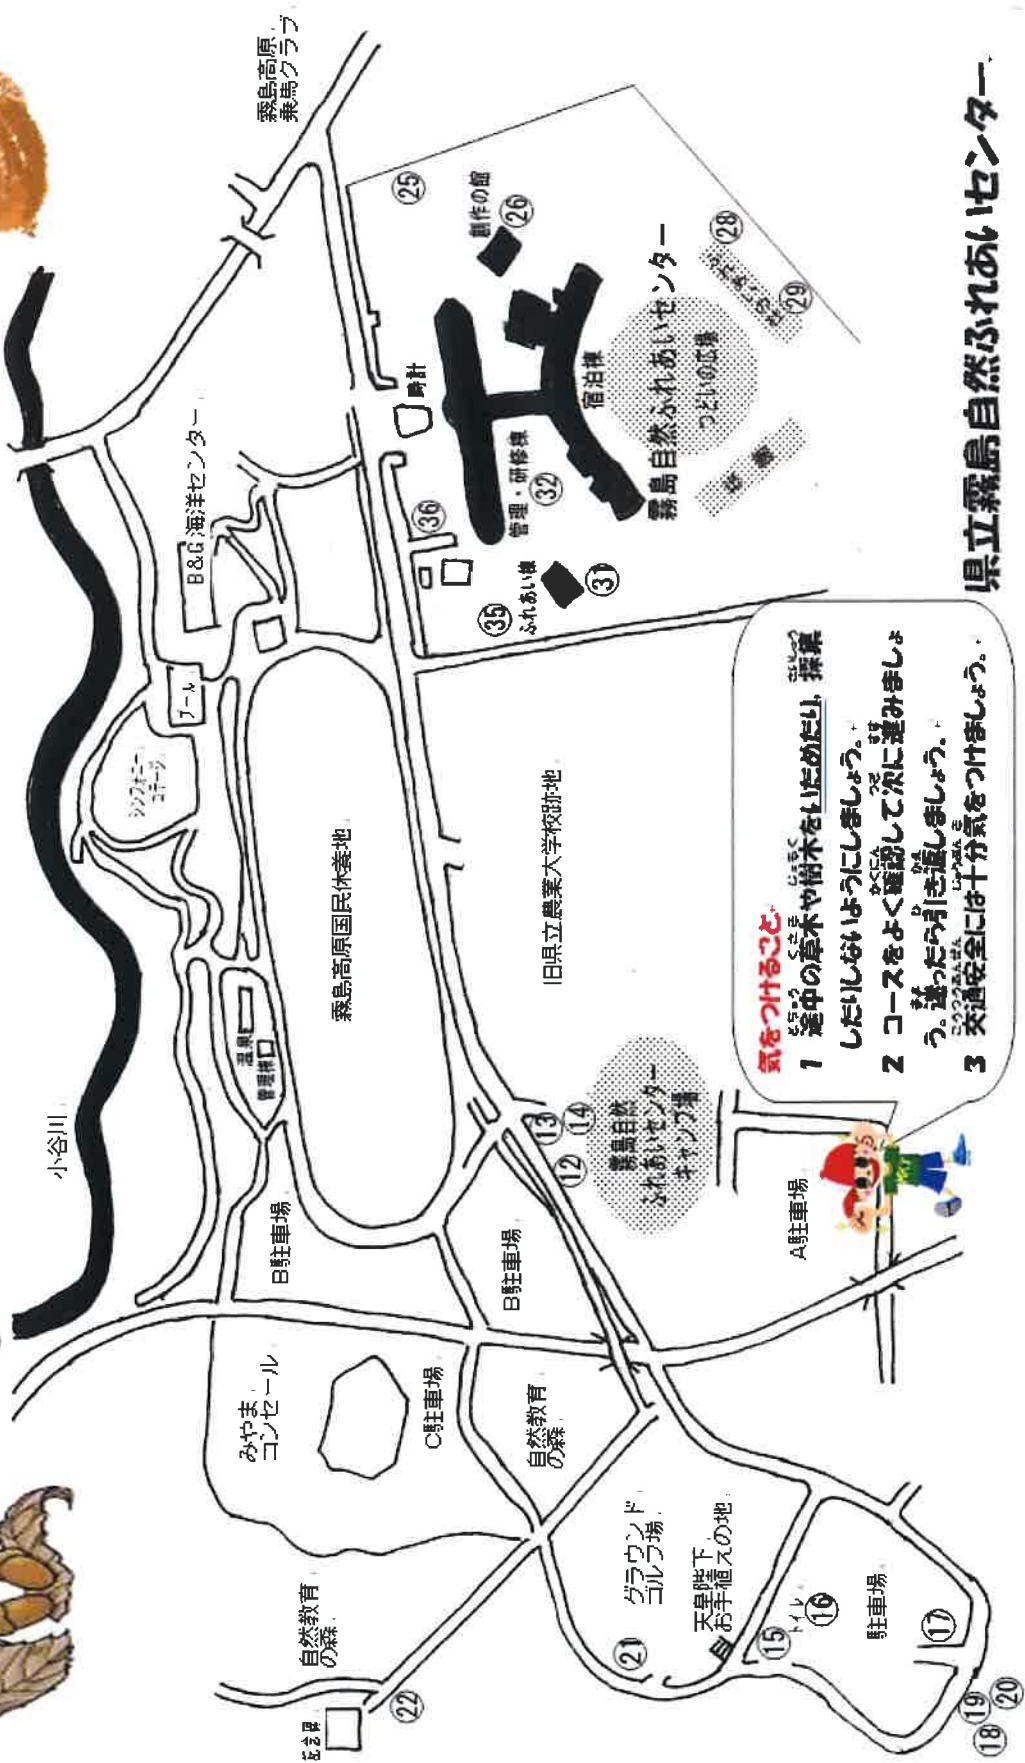 県立霧島自然ふれあいセンター
霧島高原
乗馬クラブ
小谷川
B&G海洋センター
プール
シンフォニー
コテージ
温泉
管理棟
霧島高原国民休養地
B駐車場
みやま
コンセール
C駐車場
自然教育
の森
B駐車場
自然教育
の森
記念碑
㉒
グラウンド
ゴルフ場
天皇陛下
お手植えの地
㉑
⑮
トイレ
⑯
駐車場
⑰
⑱
⑲
⑳
A駐車場
⑫
⑬
⑭
霧島自然
ふれあいセンター
キャンプ場
旧県立農業大学校跡地
時計
㉕
創作の館
㉖
管理・研修棟
㉜
宿泊棟
霧島自然ふれあいセンター
つどいの広場
㉘
㉙
㊱
㉟
ふれあい棟
㉛
気をつけること
1 途中の草木や樹木をいためたり,採集
したりしないようにしましょう。
2 コースをよく確認して次に進みましょ
う。迷ったら引き返しましょう。
3 交通安全には十分気をつけましょう。